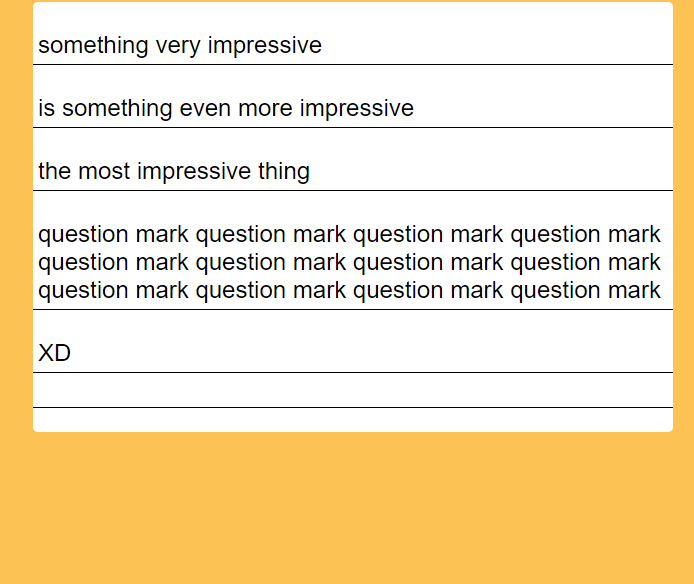 something very impressive
is something even more impressive
the most impressive thing
question mark question mark question mark question mark
question mark question mark question mark question mark
question mark question mark question mark question mark
XD